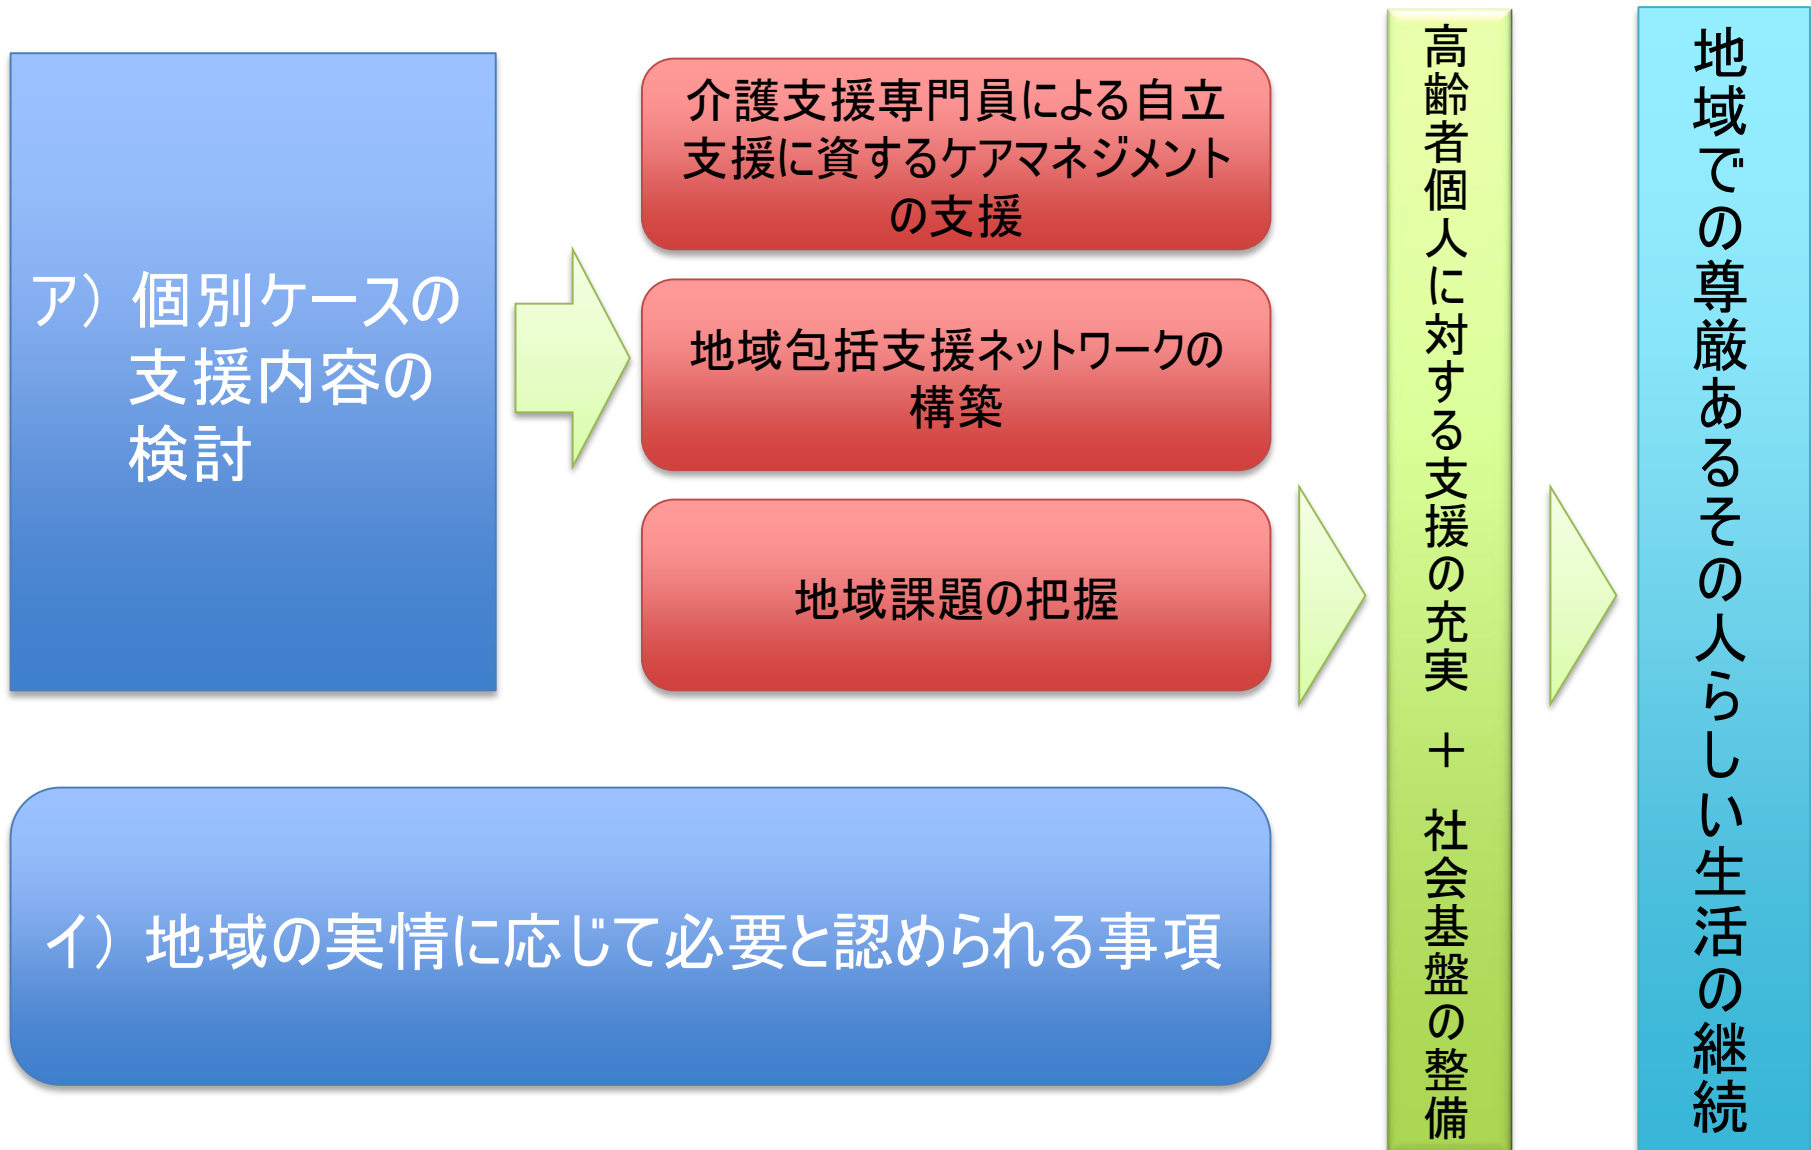 ア）個別ケースの
支援内容の
検討
介護支援専門員による自立
支援に資するケアマネジメント
の支援
地域包括支援ネットワークの
構築
地域課題の把握
イ）地域の実情に応じて必要と認められる事項
高齢者個人に対する支援の充実　＋　社会基盤の整備
地域での尊厳あるその人らしい生活の継続